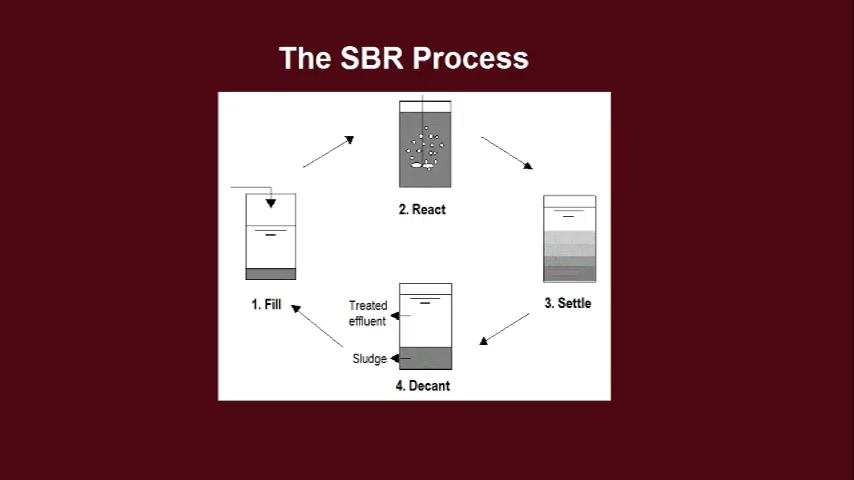 The SBR Process
2. React
1. Fill
3. Settle
Treated
effluent
Sludge
4. Decant